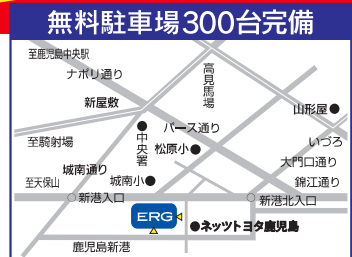 無料駐車場300台完備
至鹿児島中央駅
ナポリ通り
高見馬場
新屋敷
山形屋
中央署
パース通り
いづろ
至騎射場
松原小
大門口通り
城南通り
至天保山
城南小
錦江通り
新港入口
新港北入口
ERG
ネッツトヨタ鹿児島
鹿児島新港